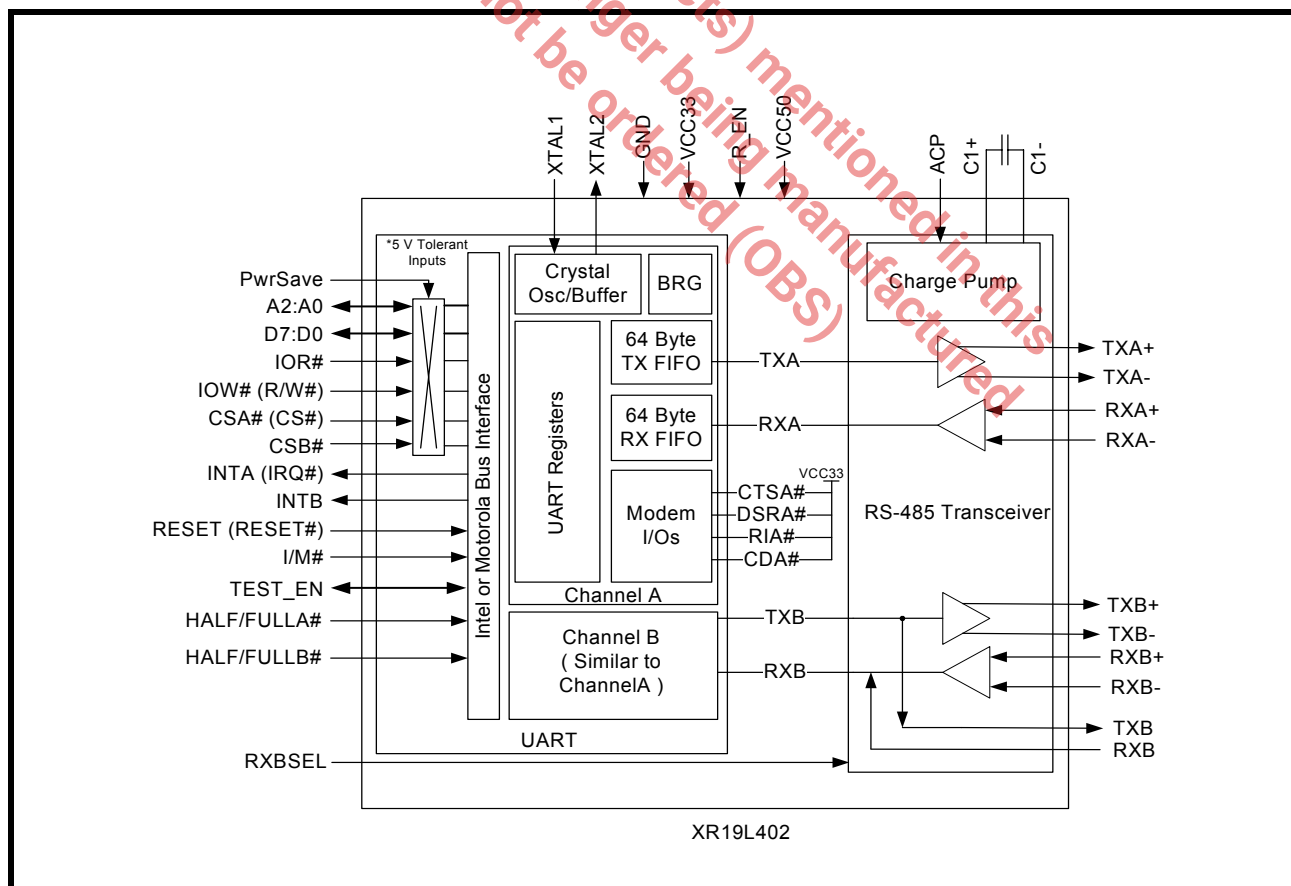 cts) mentioned in this
nger being manufactured
not be ordered (OBS)
XTAL1
XTAL2
GND
VCC33
R_EN
VCC50
ACP
C1+
C1-
*5 V Tolerant
Inputs
PwrSave
A2:A0
D7:D0
IOR#
IOW# (R/W#)
CSA# (CS#)
CSB#
INTA (IRQ#)
INTB
RESET (RESET#)
I/M#
TEST_EN
HALF/FULLA#
HALF/FULLB#
RXBSEL
Intel or Motorola Bus Interface
Crystal
Osc/Buffer
BRG
UART Registers
64 Byte
TX FIFO
64 Byte
RX FIFO
Modem
I/Os
Channel A
Channel B
( Similar to
ChannelA )
UART
TXA
RXA
VCC33
CTSA#
DSRA#
RIA#
CDA#
TXB
RXB
Charge Pump
RS-485 Transceiver
TXA+
TXA-
RXA+
RXA-
TXB+
TXB-
RXB+
RXB-
TXB
RXB
XR19L402